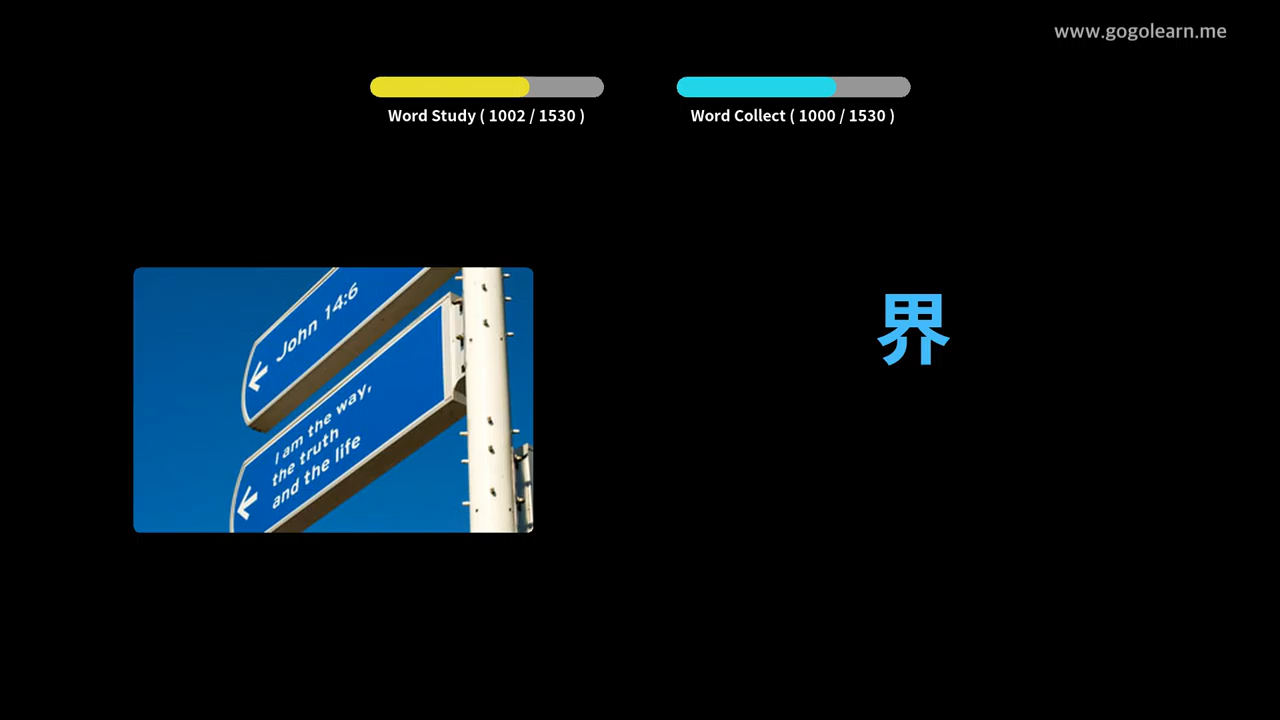 www.gogolearn.me
Word Study ( 1002 / 1530 )
Word Collect ( 1000 / 1530 )
John 14:6
I am the way,
the truth
and the life
界